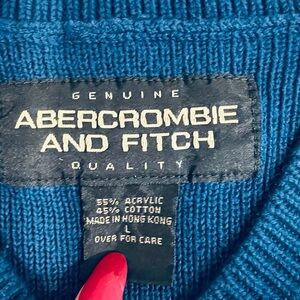 GENUINE
ABERCROMBIE
AND FITCH
QUALITY
55% ACRYLIC
45% COTTON
MADE IN HONG KONG
L
OVER FOR CARE